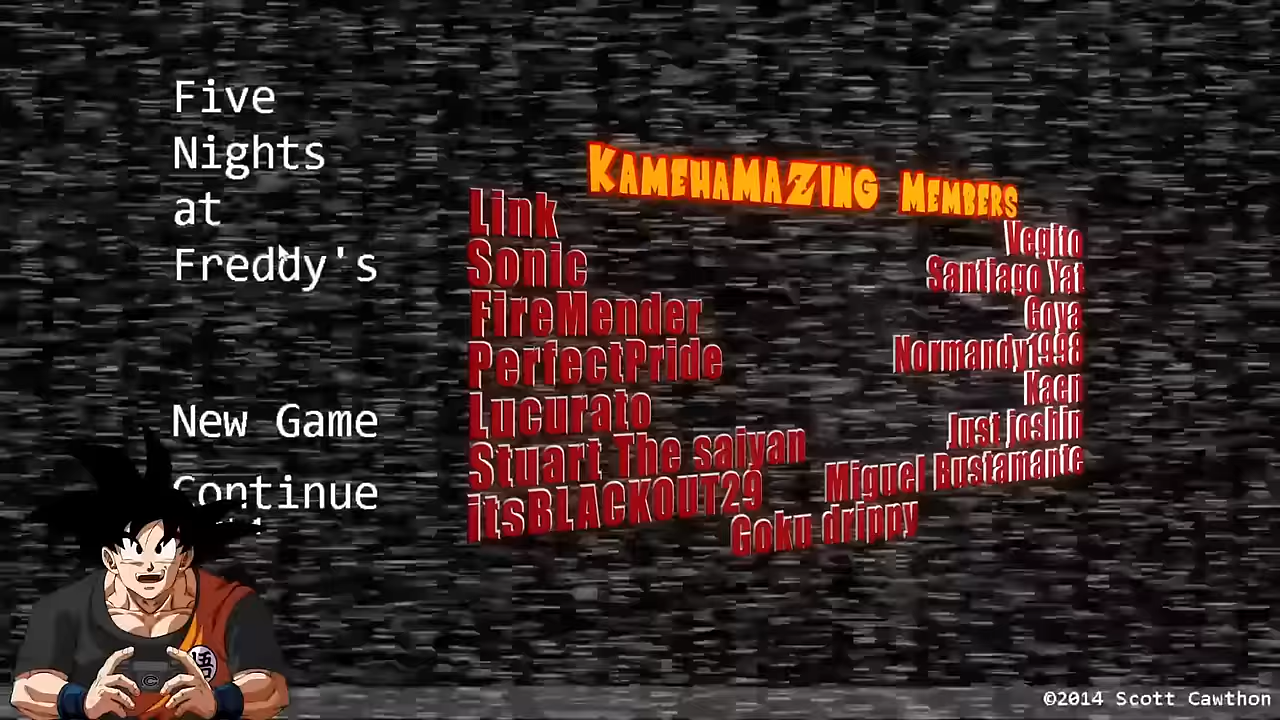 Five
Nights
at
Freddy's
New Game
Continue
KAMEHAMAZING MEMBERS
Link
Sonic
FireMender
PerfectPride
Lucurato
Stuart The saiyan
itsBLACKOUT29
Vegito
Santiago Yat
Goya
Normandy1998
Kaen
Just joshin
Miguel Bustamante
Goku drippy
悟
©2014 Scott Cawthon